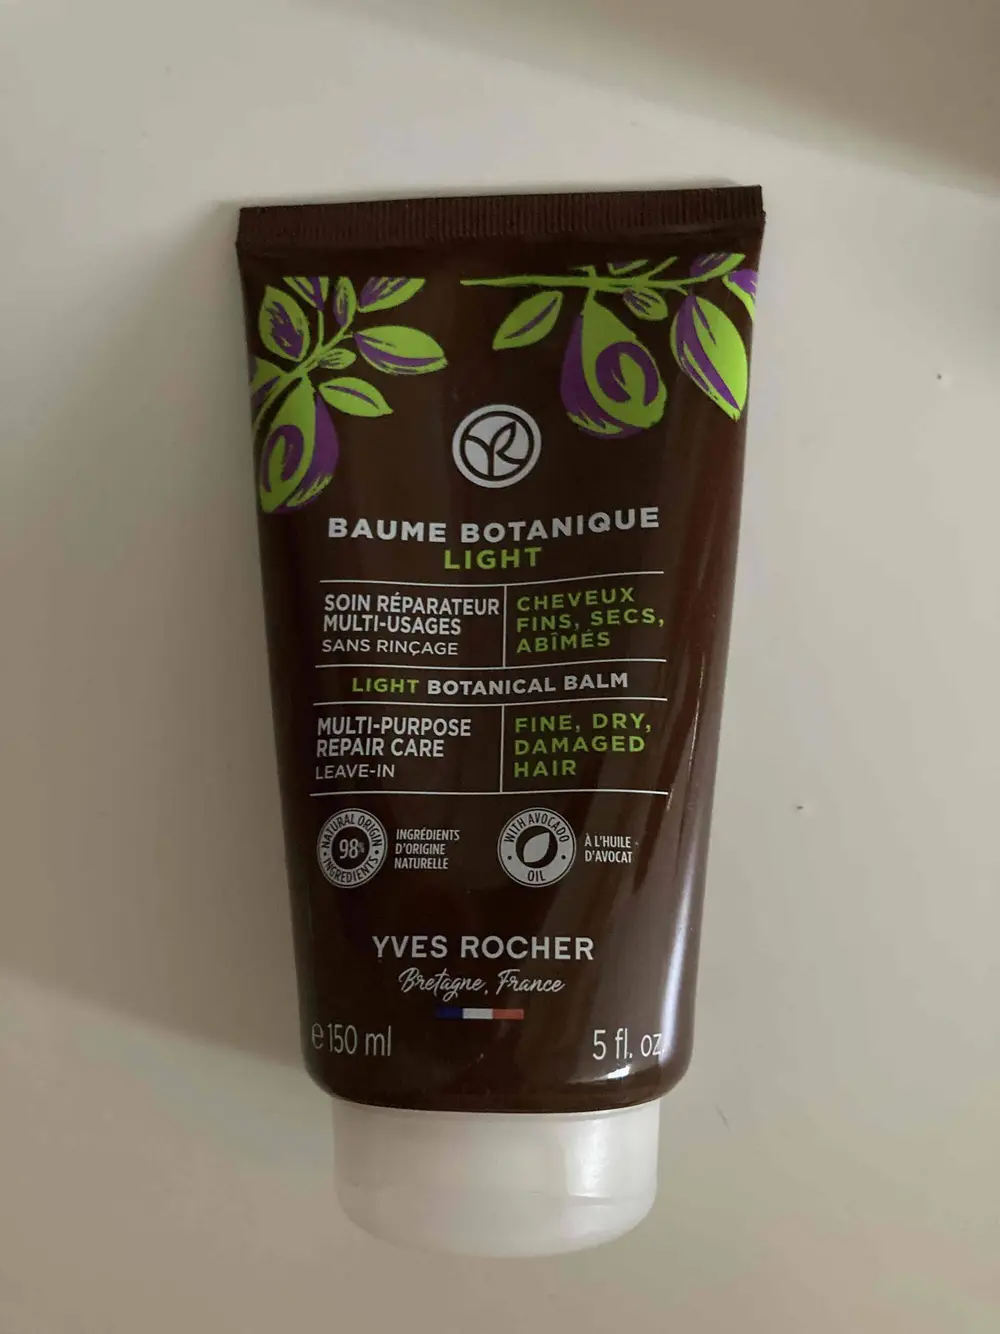 BAUME BOTANIQUE
LIGHT
SOIN RÉPARATEUR
MULTI-USAGES
SANS RINÇAGE
CHEVEUX
FINS, SECS,
ABÎMÉS
LIGHT BOTANICAL BALM
MULTI-PURPOSE
REPAIR CARE
LEAVE-IN
FINE, DRY,
DAMAGED
HAIR
NATURAL ORIGIN
98%
INGREDIENTS
INGRÉDIENTS
D'ORIGINE
NATURELLE
WITH AVOCADO
OIL
À L'HUILE
D'AVOCAT
YVES ROCHER
Bretagne, France
e 150 ml
5 fl. oz.